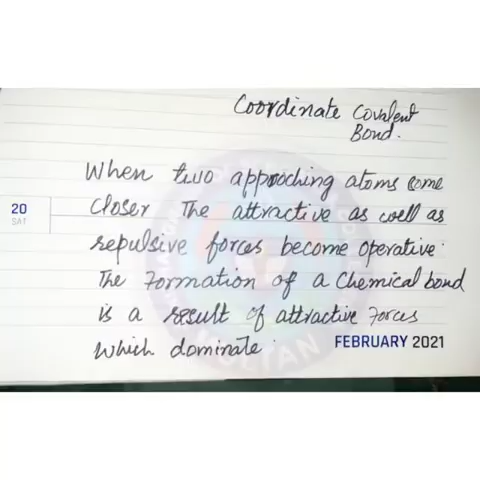 Coordinate Covalent
Bond.
When two approching atoms come
closer The attractive as well as
20
SAT
repulsive forces become operative.
The Formation of a Chemical bond
is a result of attractive Forces
which dominate.
FEBRUARY 2021